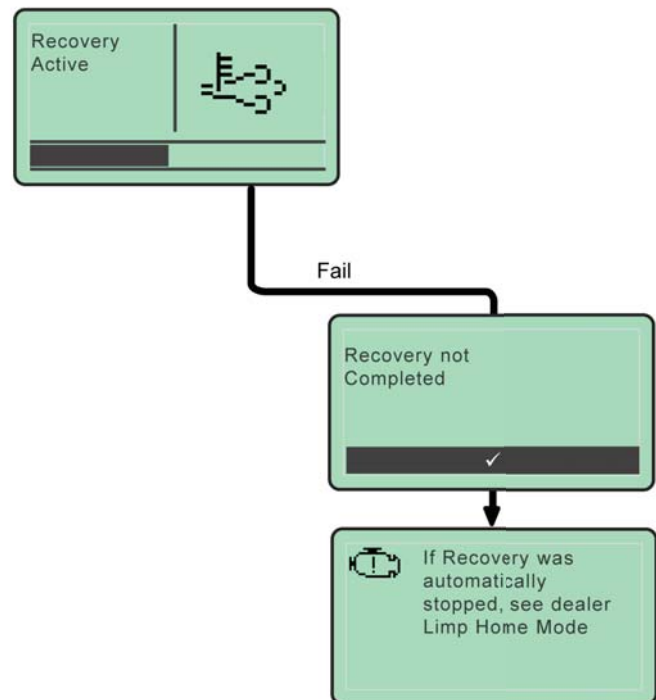 Recovery
Active
Fail
Recovery not
Completed
✓
If Recovery was
automatically
stopped, see dealer
Limp Home Mode